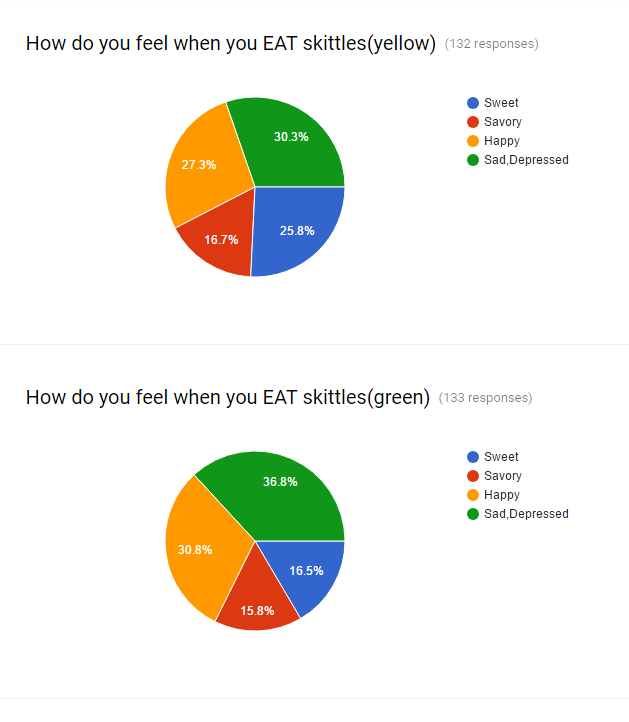 How do you feel when you EAT skittles(yellow) (132 responses)
Sweet
Savory
Happy
Sad,Depressed
30.3%
27.3%
25.8%
16.7%
How do you feel when you EAT skittles(green) (133 responses)
Sweet
Savory
Happy
Sad,Depressed
36.8%
30.8%
16.5%
15.8%